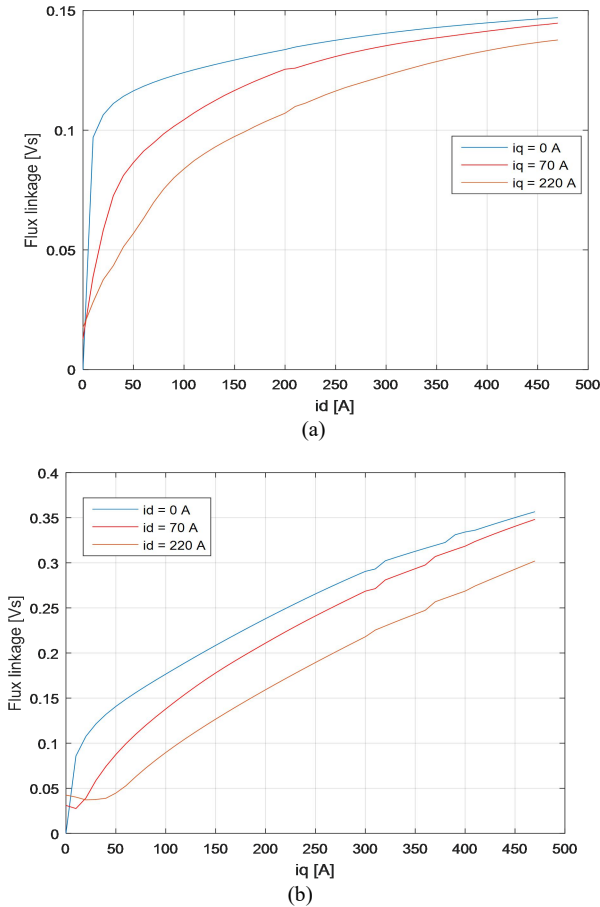 0.15
0.1
0.05
0
Flux linkage [Vs]
iq = 0 A
iq = 70 A
iq = 220 A
0 50 100 150 200 250 300 350 400 450 500
id [A]
(a)
0.4
0.35
0.3
0.25
0.2
0.15
0.1
0.05
0
Flux linkage [Vs]
id = 0 A
id = 70 A
id = 220 A
0 50 100 150 200 250 300 350 400 450 500
iq [A]
(b)